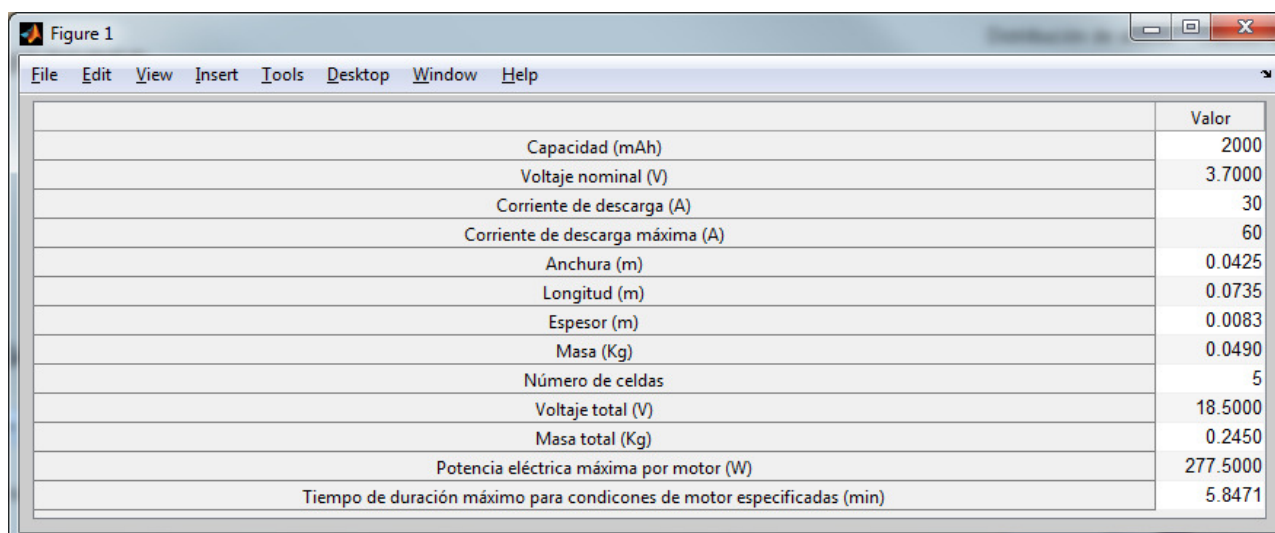 Figure 1
File Edit View Insert Tools Desktop Window Help
Valor
Capacidad (mAh) 2000
Voltaje nominal (V) 3.7000
Corriente de descarga (A) 30
Corriente de descarga máxima (A) 60
Anchura (m) 0.0425
Longitud (m) 0.0735
Espesor (m) 0.0083
Masa (Kg) 0.0490
Número de celdas 5
Voltaje total (V) 18.5000
Masa total (Kg) 0.2450
Potencia eléctrica máxima por motor (W) 277.5000
Tiempo de duración máximo para condicones de motor especificadas (min) 5.8471